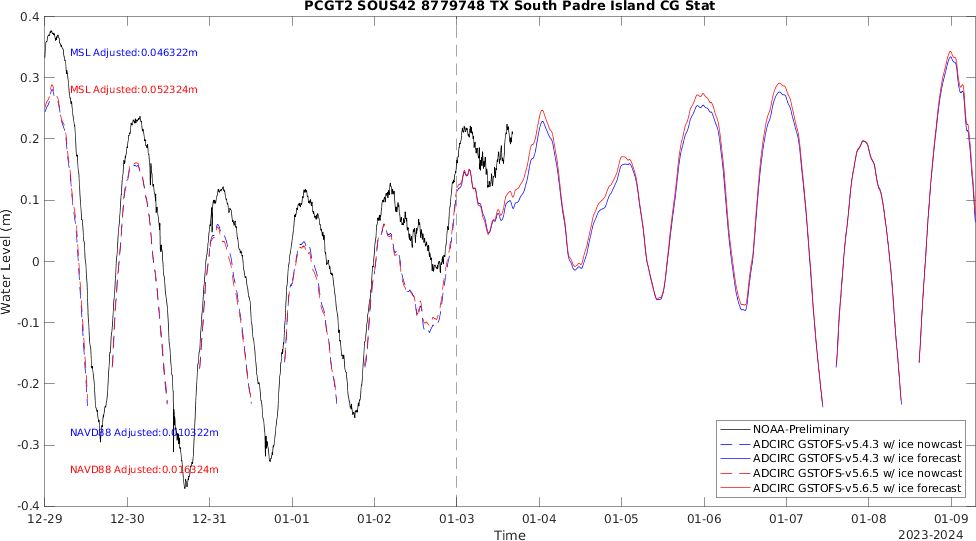 PCGT2 SOUS42 8779748 TX South Padre Island CG Stat
0.4
0.3
0.2
0.1
0
-0.1
-0.2
-0.3
-0.4
Water Level (m)
MSL Adjusted:0.046322m
MSL Adjusted:0.052324m
NAVD88 Adjusted:0.010322m
NAVD88 Adjusted:0.016324m
NOAA-Preliminary
ADCIRC GSTOFS-v5.4.3 w/ ice nowcast
ADCIRC GSTOFS-v5.4.3 w/ ice forecast
ADCIRC GSTOFS-v5.6.5 w/ ice nowcast
ADCIRC GSTOFS-v5.6.5 w/ ice forecast
12-29 12-30 12-31 01-01 01-02 01-03 01-04 01-05 01-06 01-07 01-08 01-09
Time
2023-2024